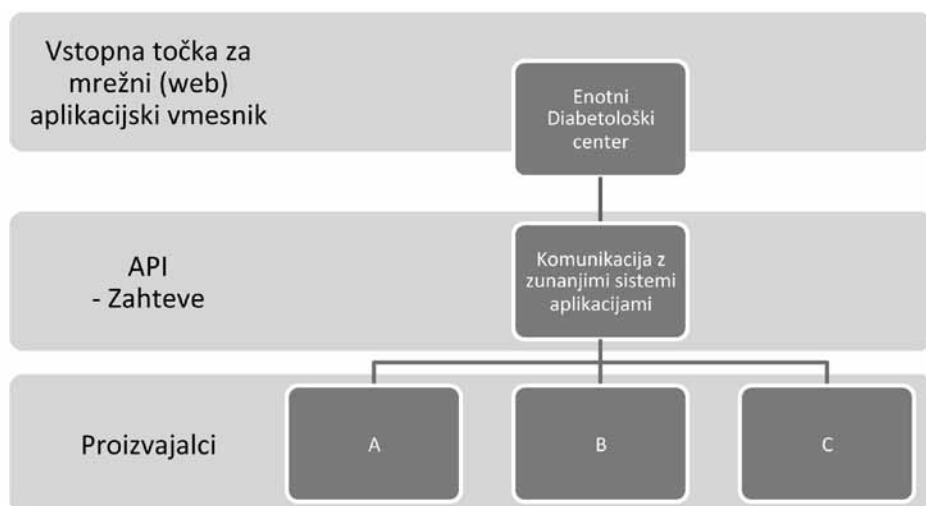 Vstopna točka za
mrežni (web)
aplikacijski vmesnik
Enotni
Diabetološki
center
API
- Zahteve
Komunikacija z
zunanjimi sistemi
aplikacijami
Proizvajalci
A
B
C